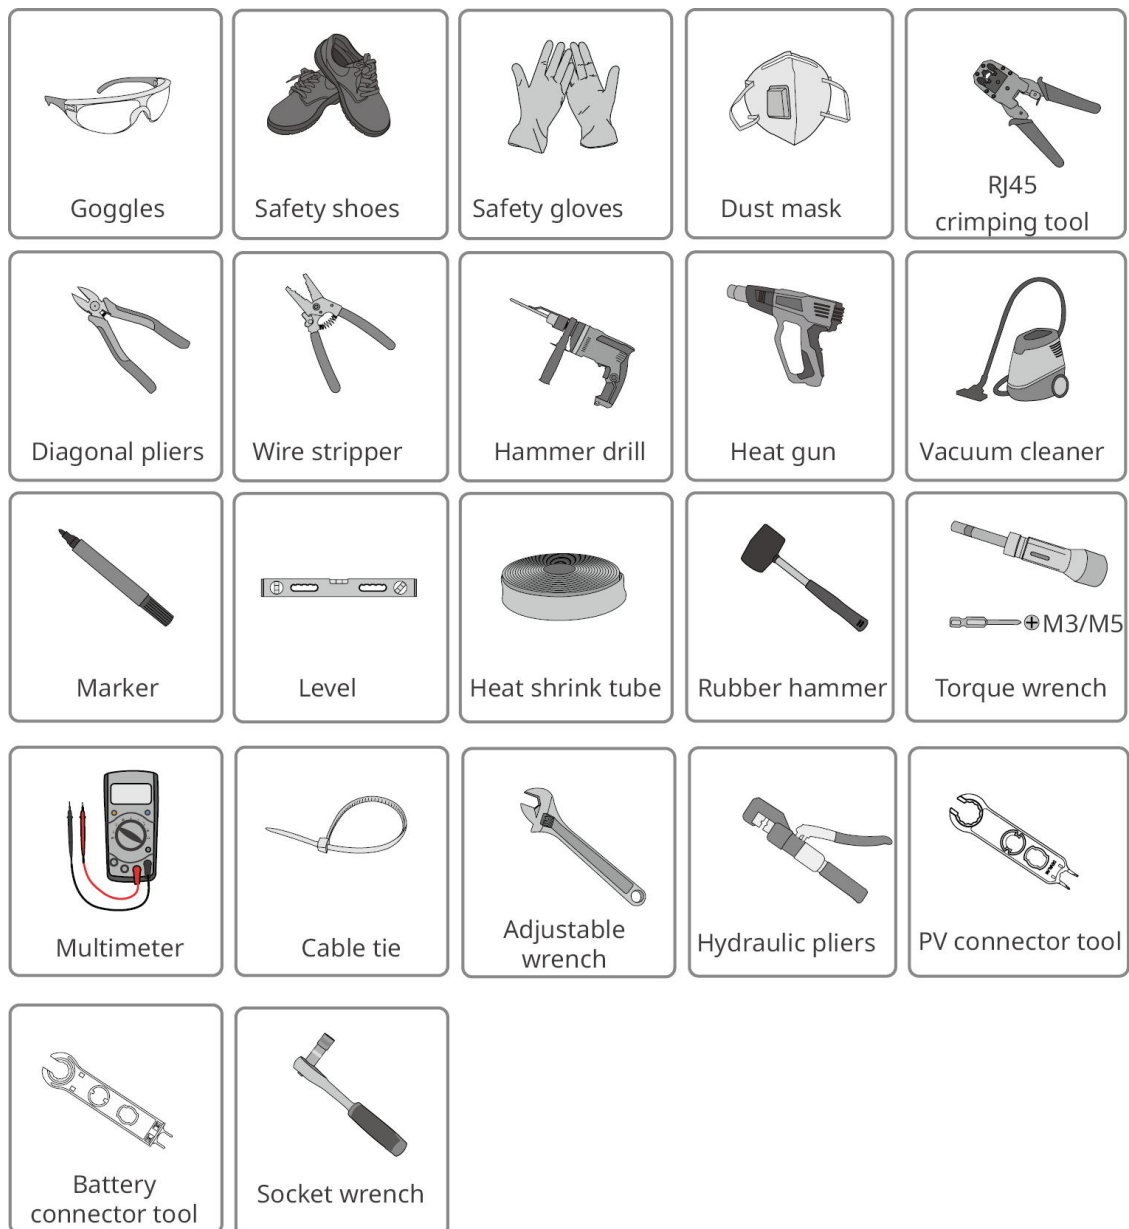 Goggles
Safety shoes
Safety gloves
Dust mask
RJ45
crimping tool
Diagonal pliers
Wire stripper
Hammer drill
Heat gun
Vacuum cleaner
Marker
Level
Heat shrink tube
Rubber hammer
M3/M5
Torque wrench
Multimeter
Cable tie
Adjustable
wrench
Hydraulic pliers
PV connector tool
Battery
connector tool
Socket wrench